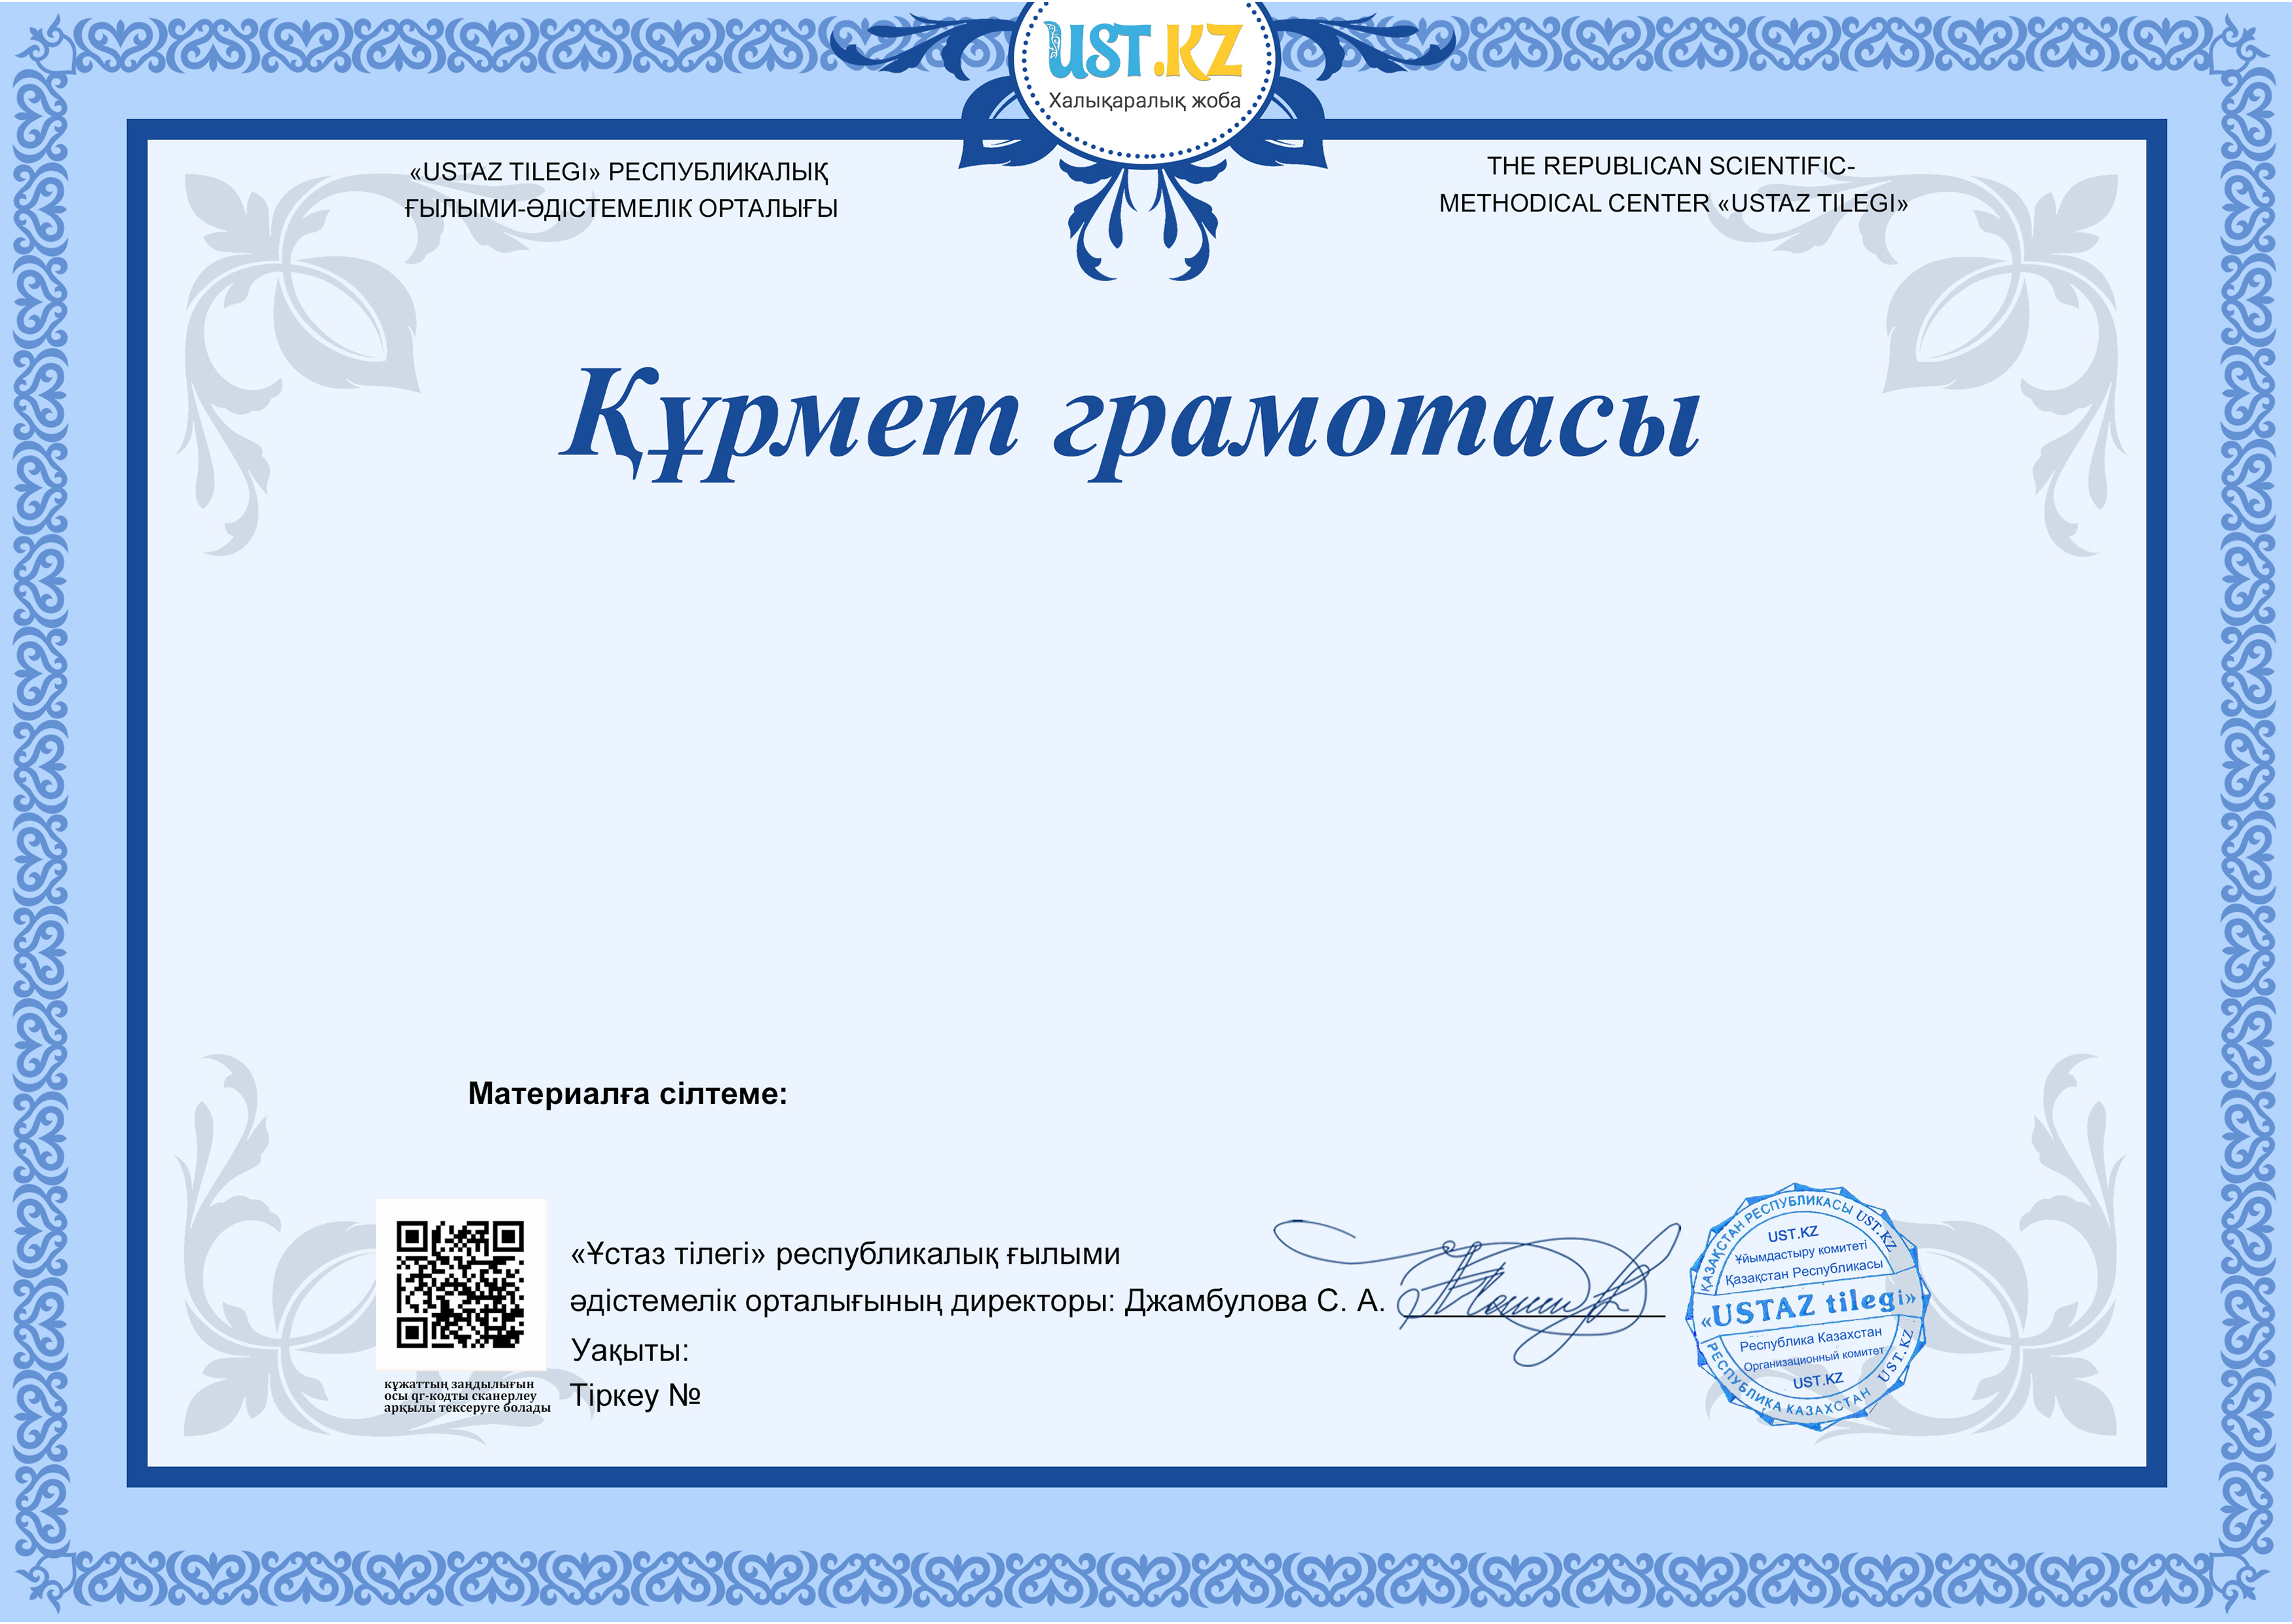 UST.KZ
Халықаралық жоба
«USTAZ TILEGI» РЕСПУБЛИКАЛЫҚ
ҒЫЛЫМИ-ӘДІСТЕМЕЛІК ОРТАЛЫҒЫ
THE REPUBLICAN SCIENTIFIC-
METHODICAL CENTER «USTAZ TILEGI»
Құрмет грамотасы
Материалға сілтеме:
«Ұстаз тілегі» республикалық ғылыми
әдістемелік орталығының директоры: Джамбулова С. А.
Уақыты:
Тіркеу №
құжаттың заңдылығын
осы qr-кодты сканерлеу
арқылы тексеруге болады
ҚАЗАҚСТАН РЕСПУБЛИКАСЫ UST.KZ
UST.KZ
Ұйымдастыру комитеті
Қазақстан Республикасы
«USTAZ tilegi»
Республика Казахстан
Организационный комитет
UST.KZ
РЕСПУБЛИКА КАЗАХСТАН UST.KZ